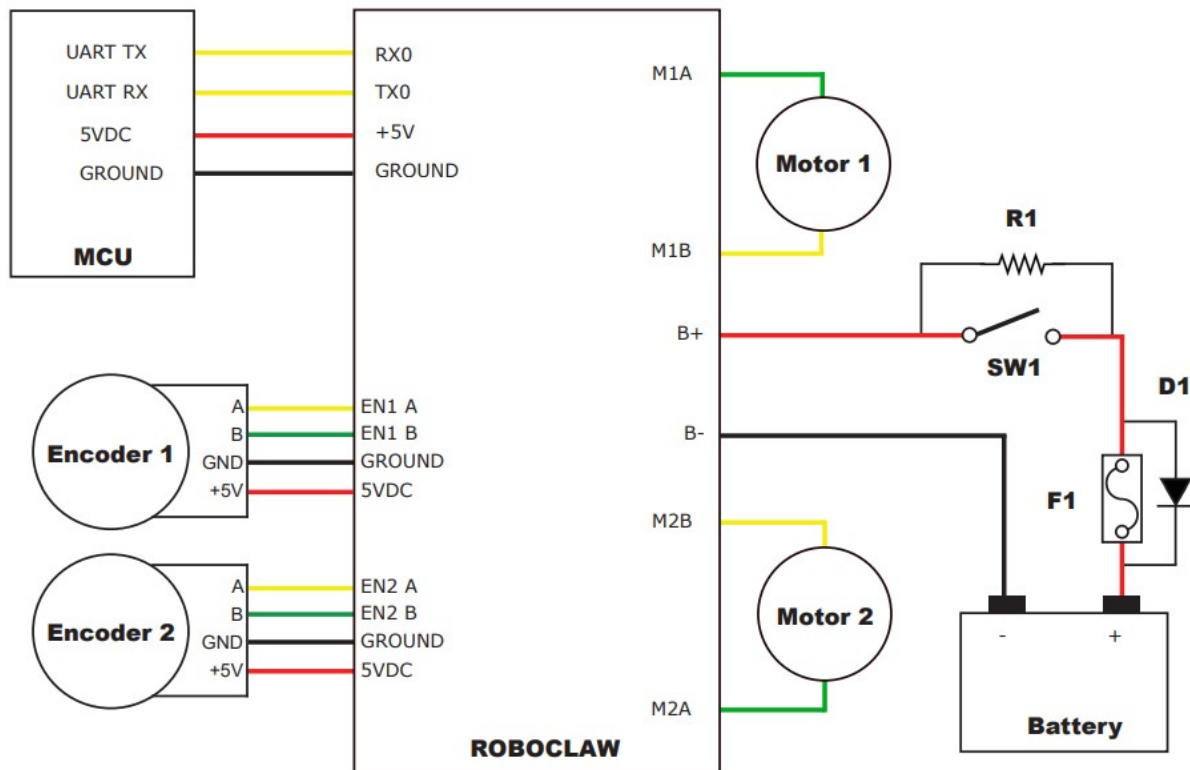 UART TX
UART RX
5VDC
GROUND
MCU
RX0
TX0
+5V
GROUND
M1A
Motor 1
M1B
R1
B+
SW1
D1
B-
F1
A
B
GND
+5V
Encoder 1
EN1 A
EN1 B
GROUND
5VDC
A
B
GND
+5V
Encoder 2
EN2 A
EN2 B
GROUND
5VDC
M2B
Motor 2
M2A
- +
Battery
ROBOCLAW